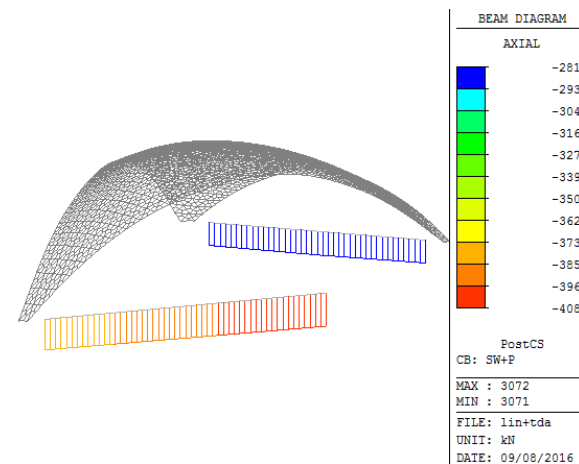 BEAM DIAGRAM
AXIAL
-281
-293
-304
-316
-327
-339
-350
-362
-373
-385
-396
-408
PostCS
CB: SW+P
MAX : 3072
MIN : 3071
FILE: lin+tda
UNIT: kN
DATE: 09/08/2016